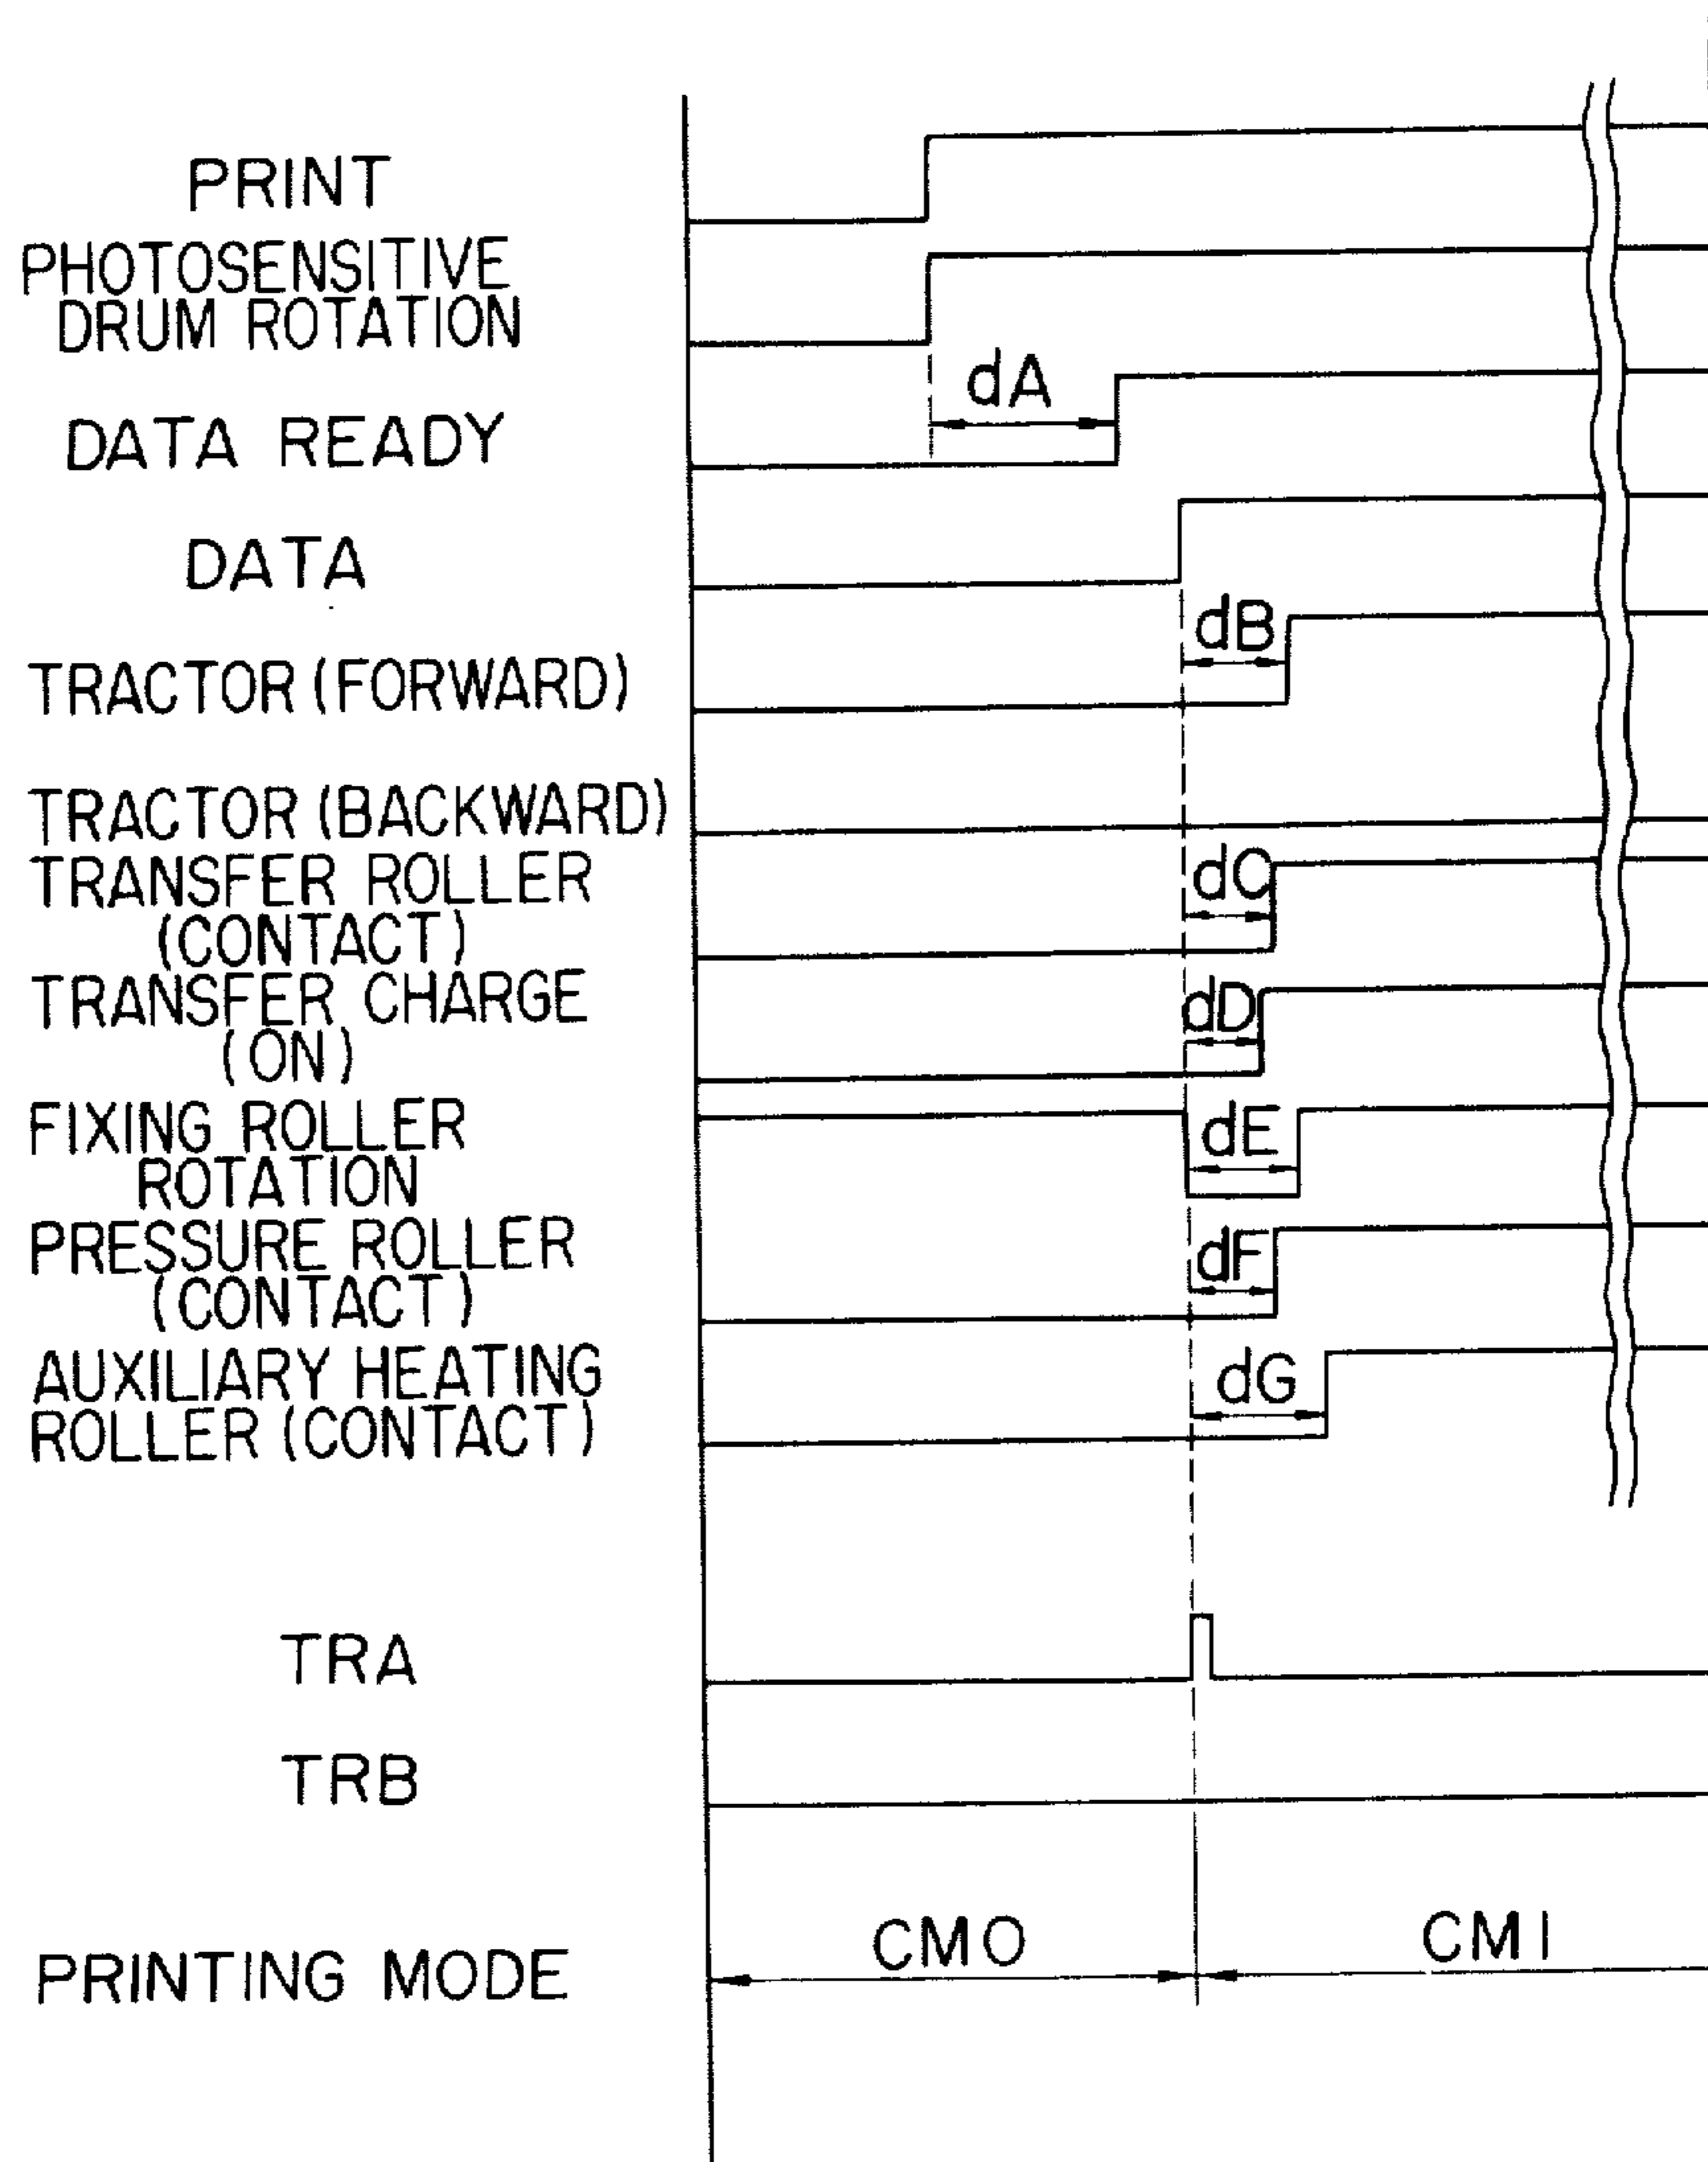 PRINT
PHOTOSENSITIVE
DRUM ROTATION
dA
DATA READY
DATA
dB
TRACTOR (FORWARD)
TRACTOR (BACKWARD)
TRANSFER ROLLER
(CONTACT)
dC
TRANSFER CHARGE
(ON)
dD
FIXING ROLLER
ROTATION
dE
PRESSURE ROLLER
(CONTACT)
dF
AUXILIARY HEATING
ROLLER (CONTACT)
dG
TRA
TRB
PRINTING MODE
CMO
CMI